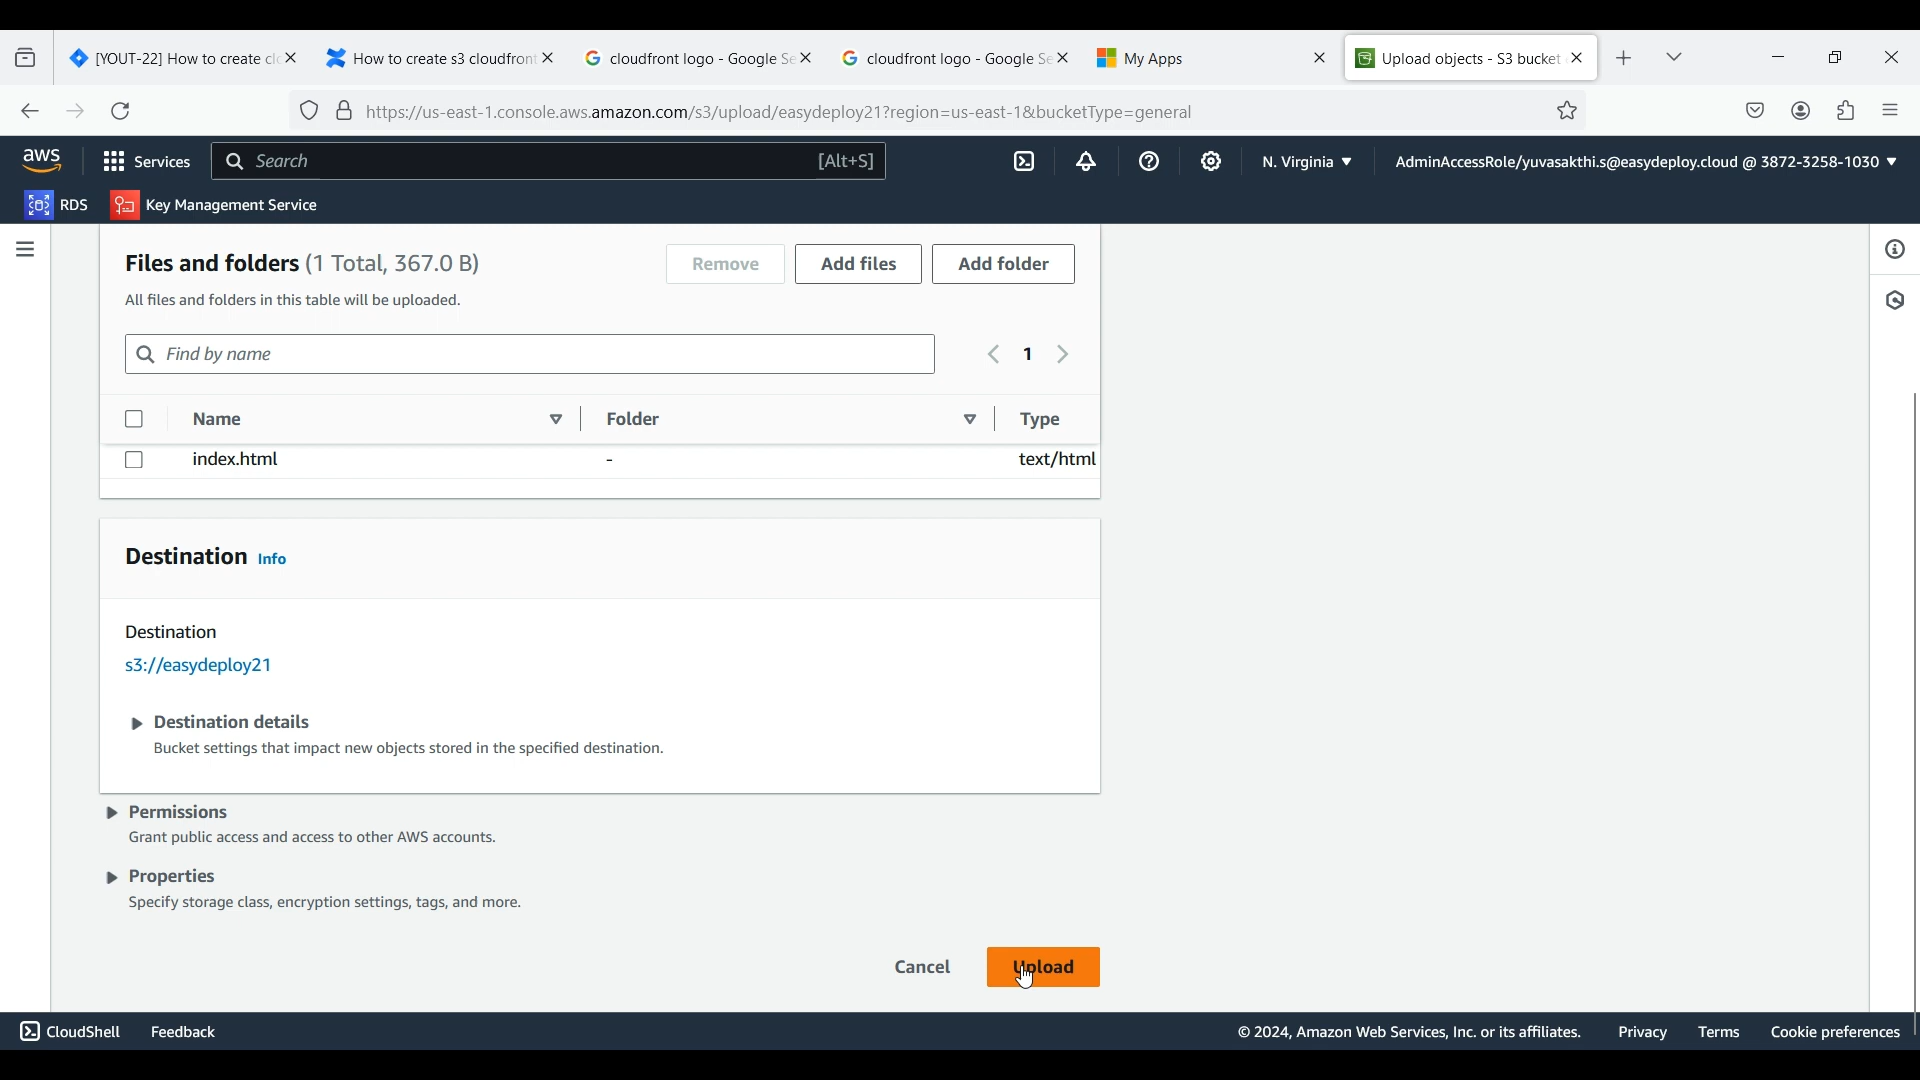 [YOUT-22] How to create cl
How to create s3 cloudfront
cloudfront logo - Google Se
cloudfront logo - Google Se
My Apps
Upload objects - S3 bucket
https://us-east-1.console.aws.amazon.com/s3/upload/easydeploy21?region=us-east-1&bucketType=general
aws
Services
Search
[Alt+S]
N. Virginia
AdminAccessRole/yuvasakthi.s@easydeploy.cloud @ 3872-3258-1030
RDS
Key Management Service
Files and folders (1 Total, 367.0 B)
Remove
Add files
Add folder
All files and folders in this table will be uploaded.
Find by name
1
Name
Folder
Type
index.html
-
text/html
Destination Info
Destination
s3://easydeploy21
Destination details
Bucket settings that impact new objects stored in the specified destination.
Permissions
Grant public access and access to other AWS accounts.
Properties
Specify storage class, encryption settings, tags, and more.
Cancel
Upload
CloudShell
Feedback
© 2024, Amazon Web Services, Inc. or its affiliates.
Privacy
Terms
Cookie preferences